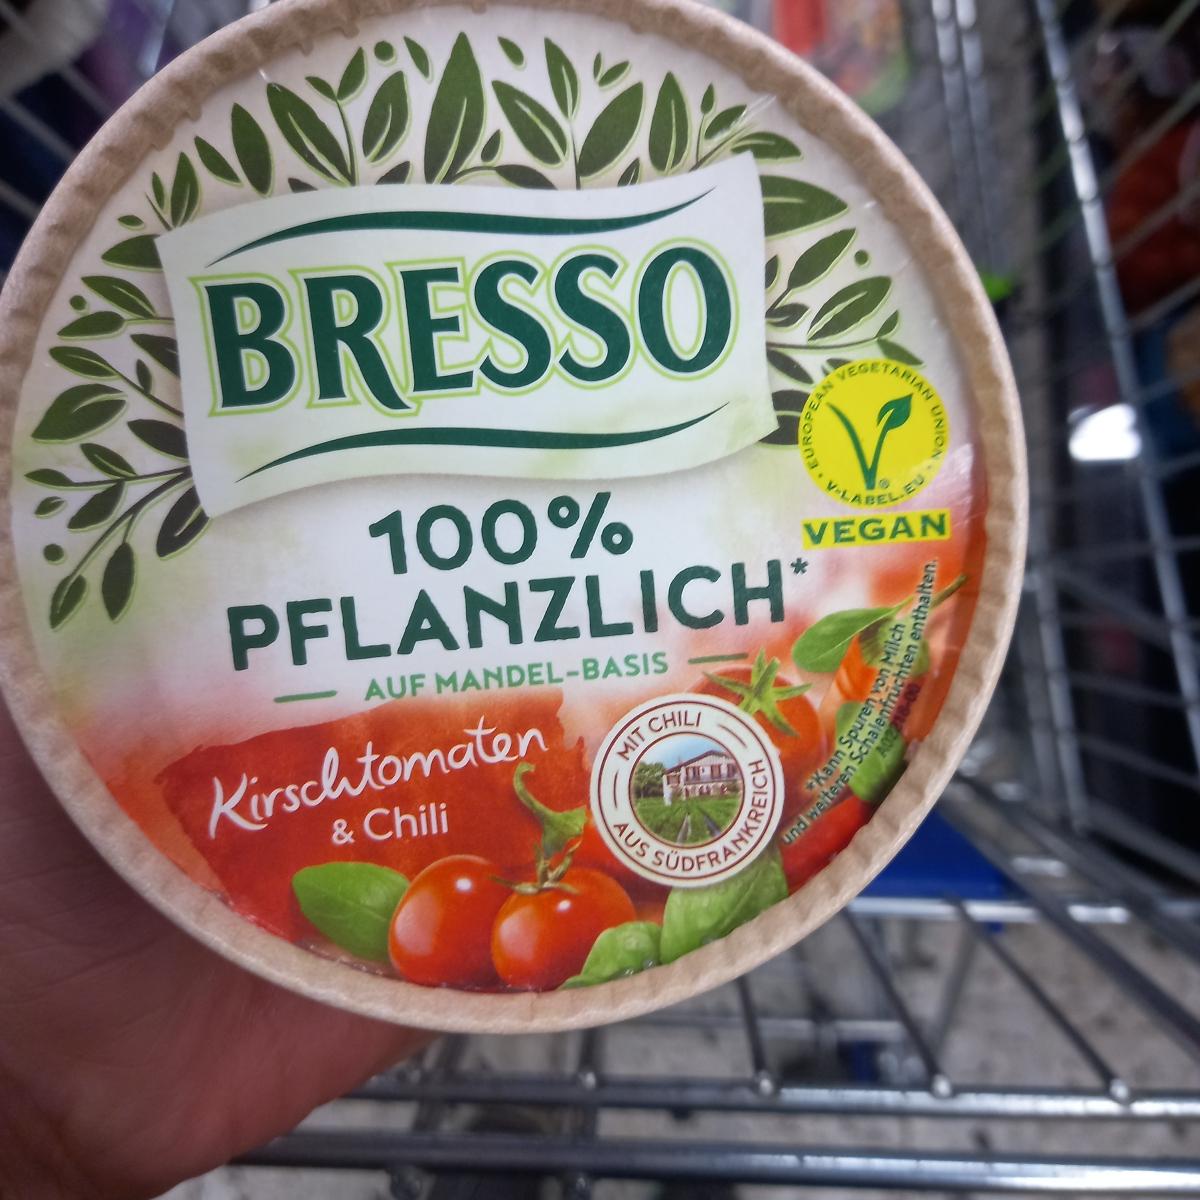 BRESSO
EUROPEAN VEGETARIAN UNION
V-LABEL.EU
VEGAN
100%
PFLANZLICH*
AUF MANDEL-BASIS
Kirschtomaten
& Chili
MIT CHILI
AUS SÜDFRANKREICH
*Kann Spuren von Milch
und weiteren Schalenfrüchten enthalten.